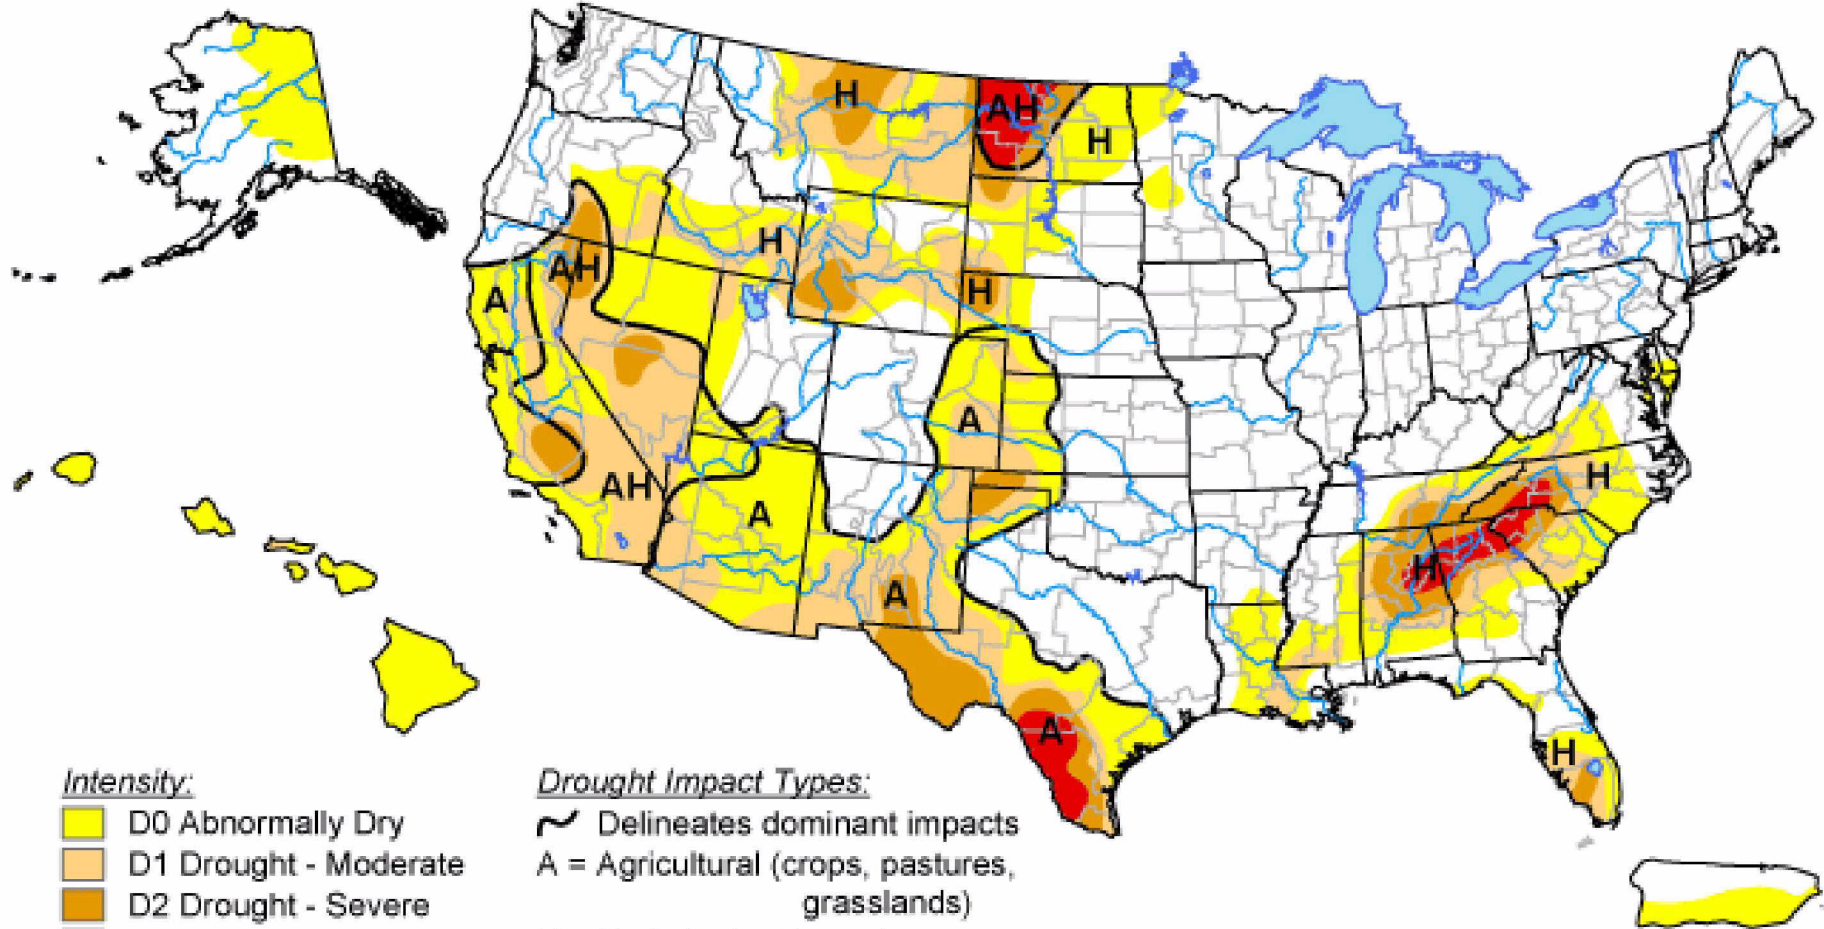 H
AH
H
H
AH
A
H
A
AH
A
H
H
A
A
H
Intensity:
D0 Abnormally Dry
D1 Drought - Moderate
D2 Drought - Severe
Drought Impact Types:
Delineates dominant impacts
A = Agricultural (crops, pastures,
grasslands)